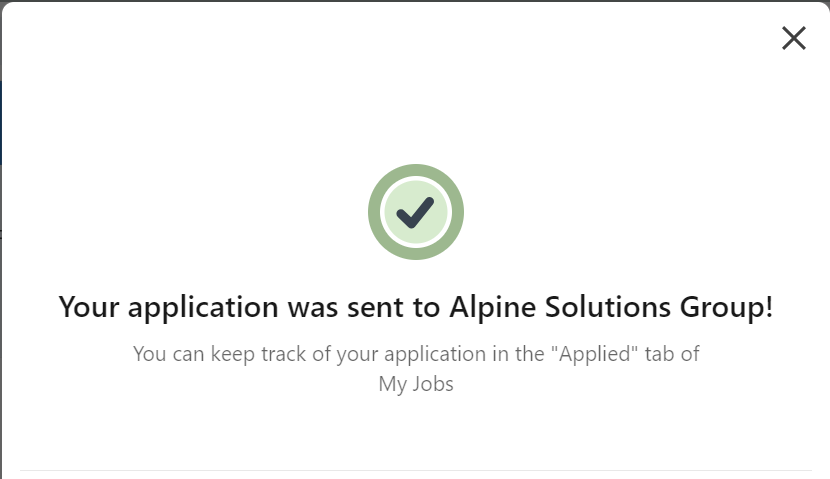 Your application was sent to Alpine Solutions Group!
You can keep track of your application in the "Applied" tab of
My Jobs